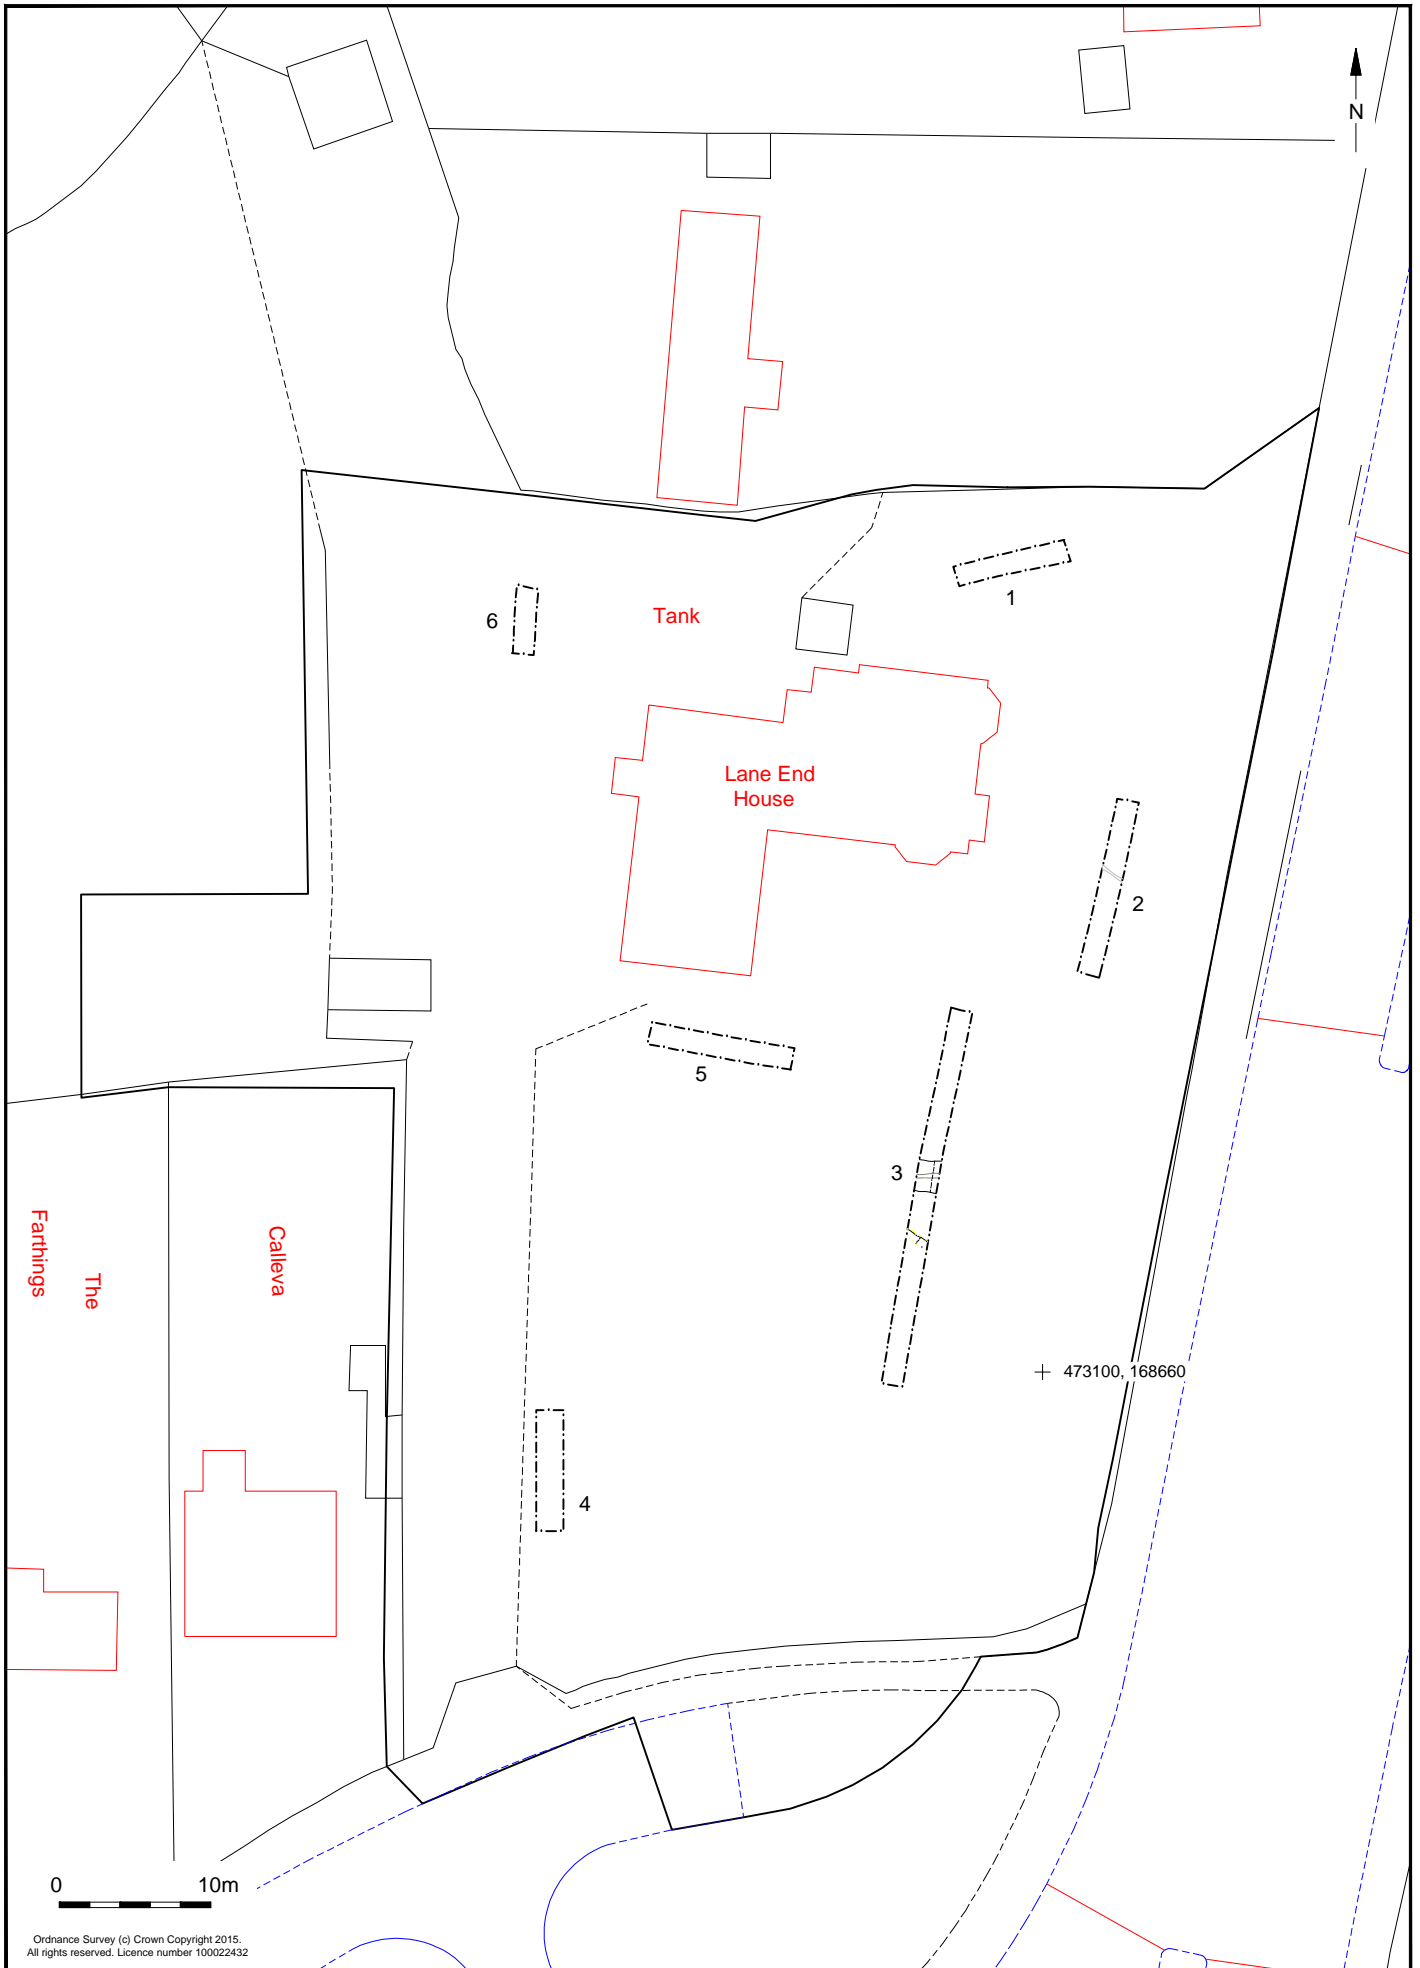 N
1
6
Tank
Lane End
House
2
5
3
Farthings
The
Calleva
473100, 168660
4
0 10m
Ordnance Survey (c) Crown Copyright 2015.
All rights reserved. Licence number 100022432